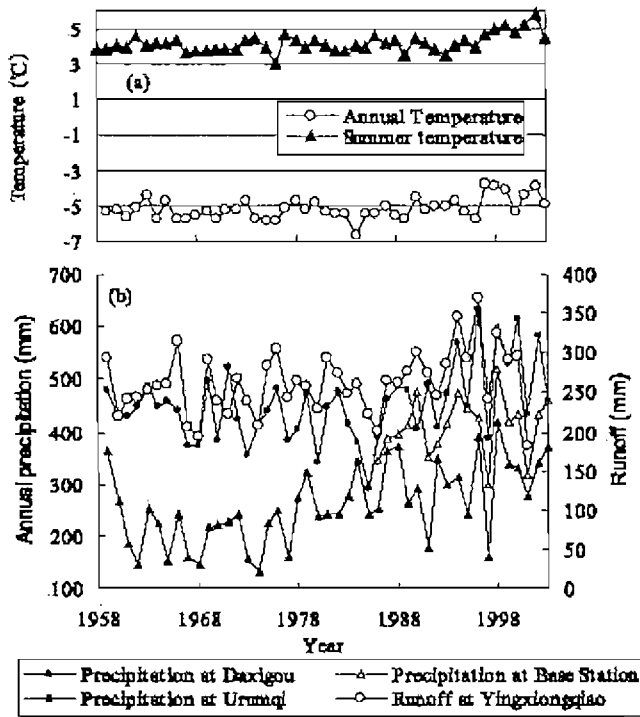 5
3
1
-1
-3
-5
-7
Temperature (℃)
(a)
Annual Temperature
Summer temperature
(b)
700
600
500
400
300
200
100
Annual precipitation (mm)
400
350
300
250
200
150
100
50
0
Runoff (mm)
1958 1968 1978 1988 1998
Year
Precipitation at Daxigou Precipitation at Base Station
Precipitation at Urumqi Runoff at Yingxiongqiao